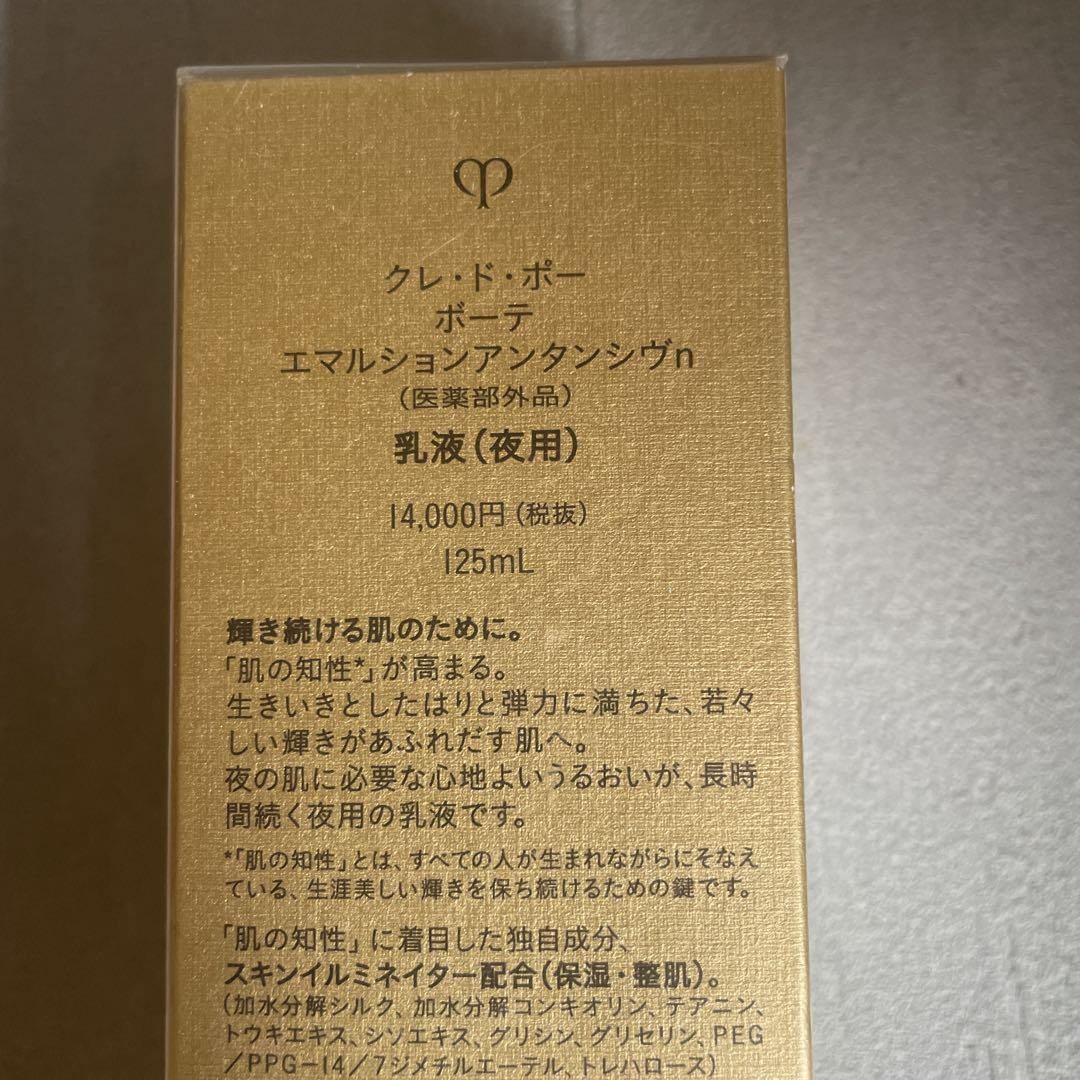 クレ・ド・ポー
ボーテ
エマルションアンタンシヴn
(医薬部外品)
乳液(夜用)
14,000円(税抜)
125mL
輝き続ける肌のために。
「肌の知性*」が高まる。
生きいきとしたはりと弾力に満ちた、若々
しい輝きがあふれだす肌へ。
夜の肌に必要な心地よいうるおいが、長時
間続く夜用の乳液です。
*「肌の知性」とは、すべての人が生まれながらにそなえ
ている、生涯美しい輝きを保ち続けるための鍵です。
「肌の知性」に着目した独自成分、
スキンイルミネイター配合(保湿・整肌)。
(加水分解シルク、加水分解コンキオリン、テアニン、
トウキエキス、シソエキス、グリシン、グリセリン、PEG
/PPG-14/7ジメチルエーテル、トレハロース)